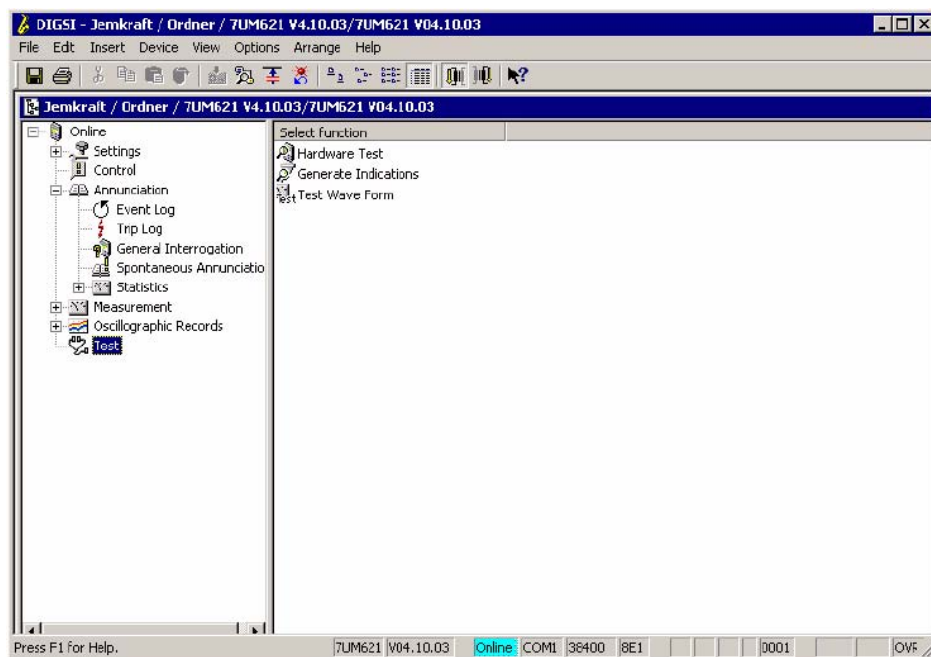 DIGSI - Jemkraft / Ordner / 7UM621 V4.10.03/7UM621 V04.10.03
File Edit Insert Device View Options Arrange Help
Jemkraft / Ordner / 7UM621 V4.10.03/7UM621 V04.10.03
Online
Settings
Control
Annunciation
Event Log
Trip Log
General Interrogation
Spontaneous Annunciatio
Statistics
Measurement
Oscillographic Records
Test
Select function
Hardware Test
Generate Indications
Test Wave Form
Press F1 for Help.
7UM621 V04.10.03 Online COM1 38400 8E1 0001 OVR